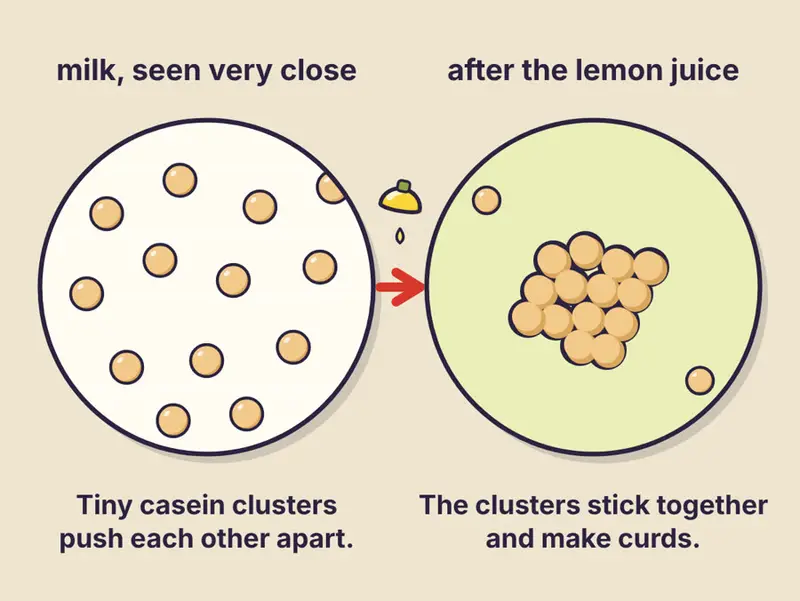 milk, seen very close
after the lemon juice
Tiny casein clusters
push each other apart.
The clusters stick together
and make curds.